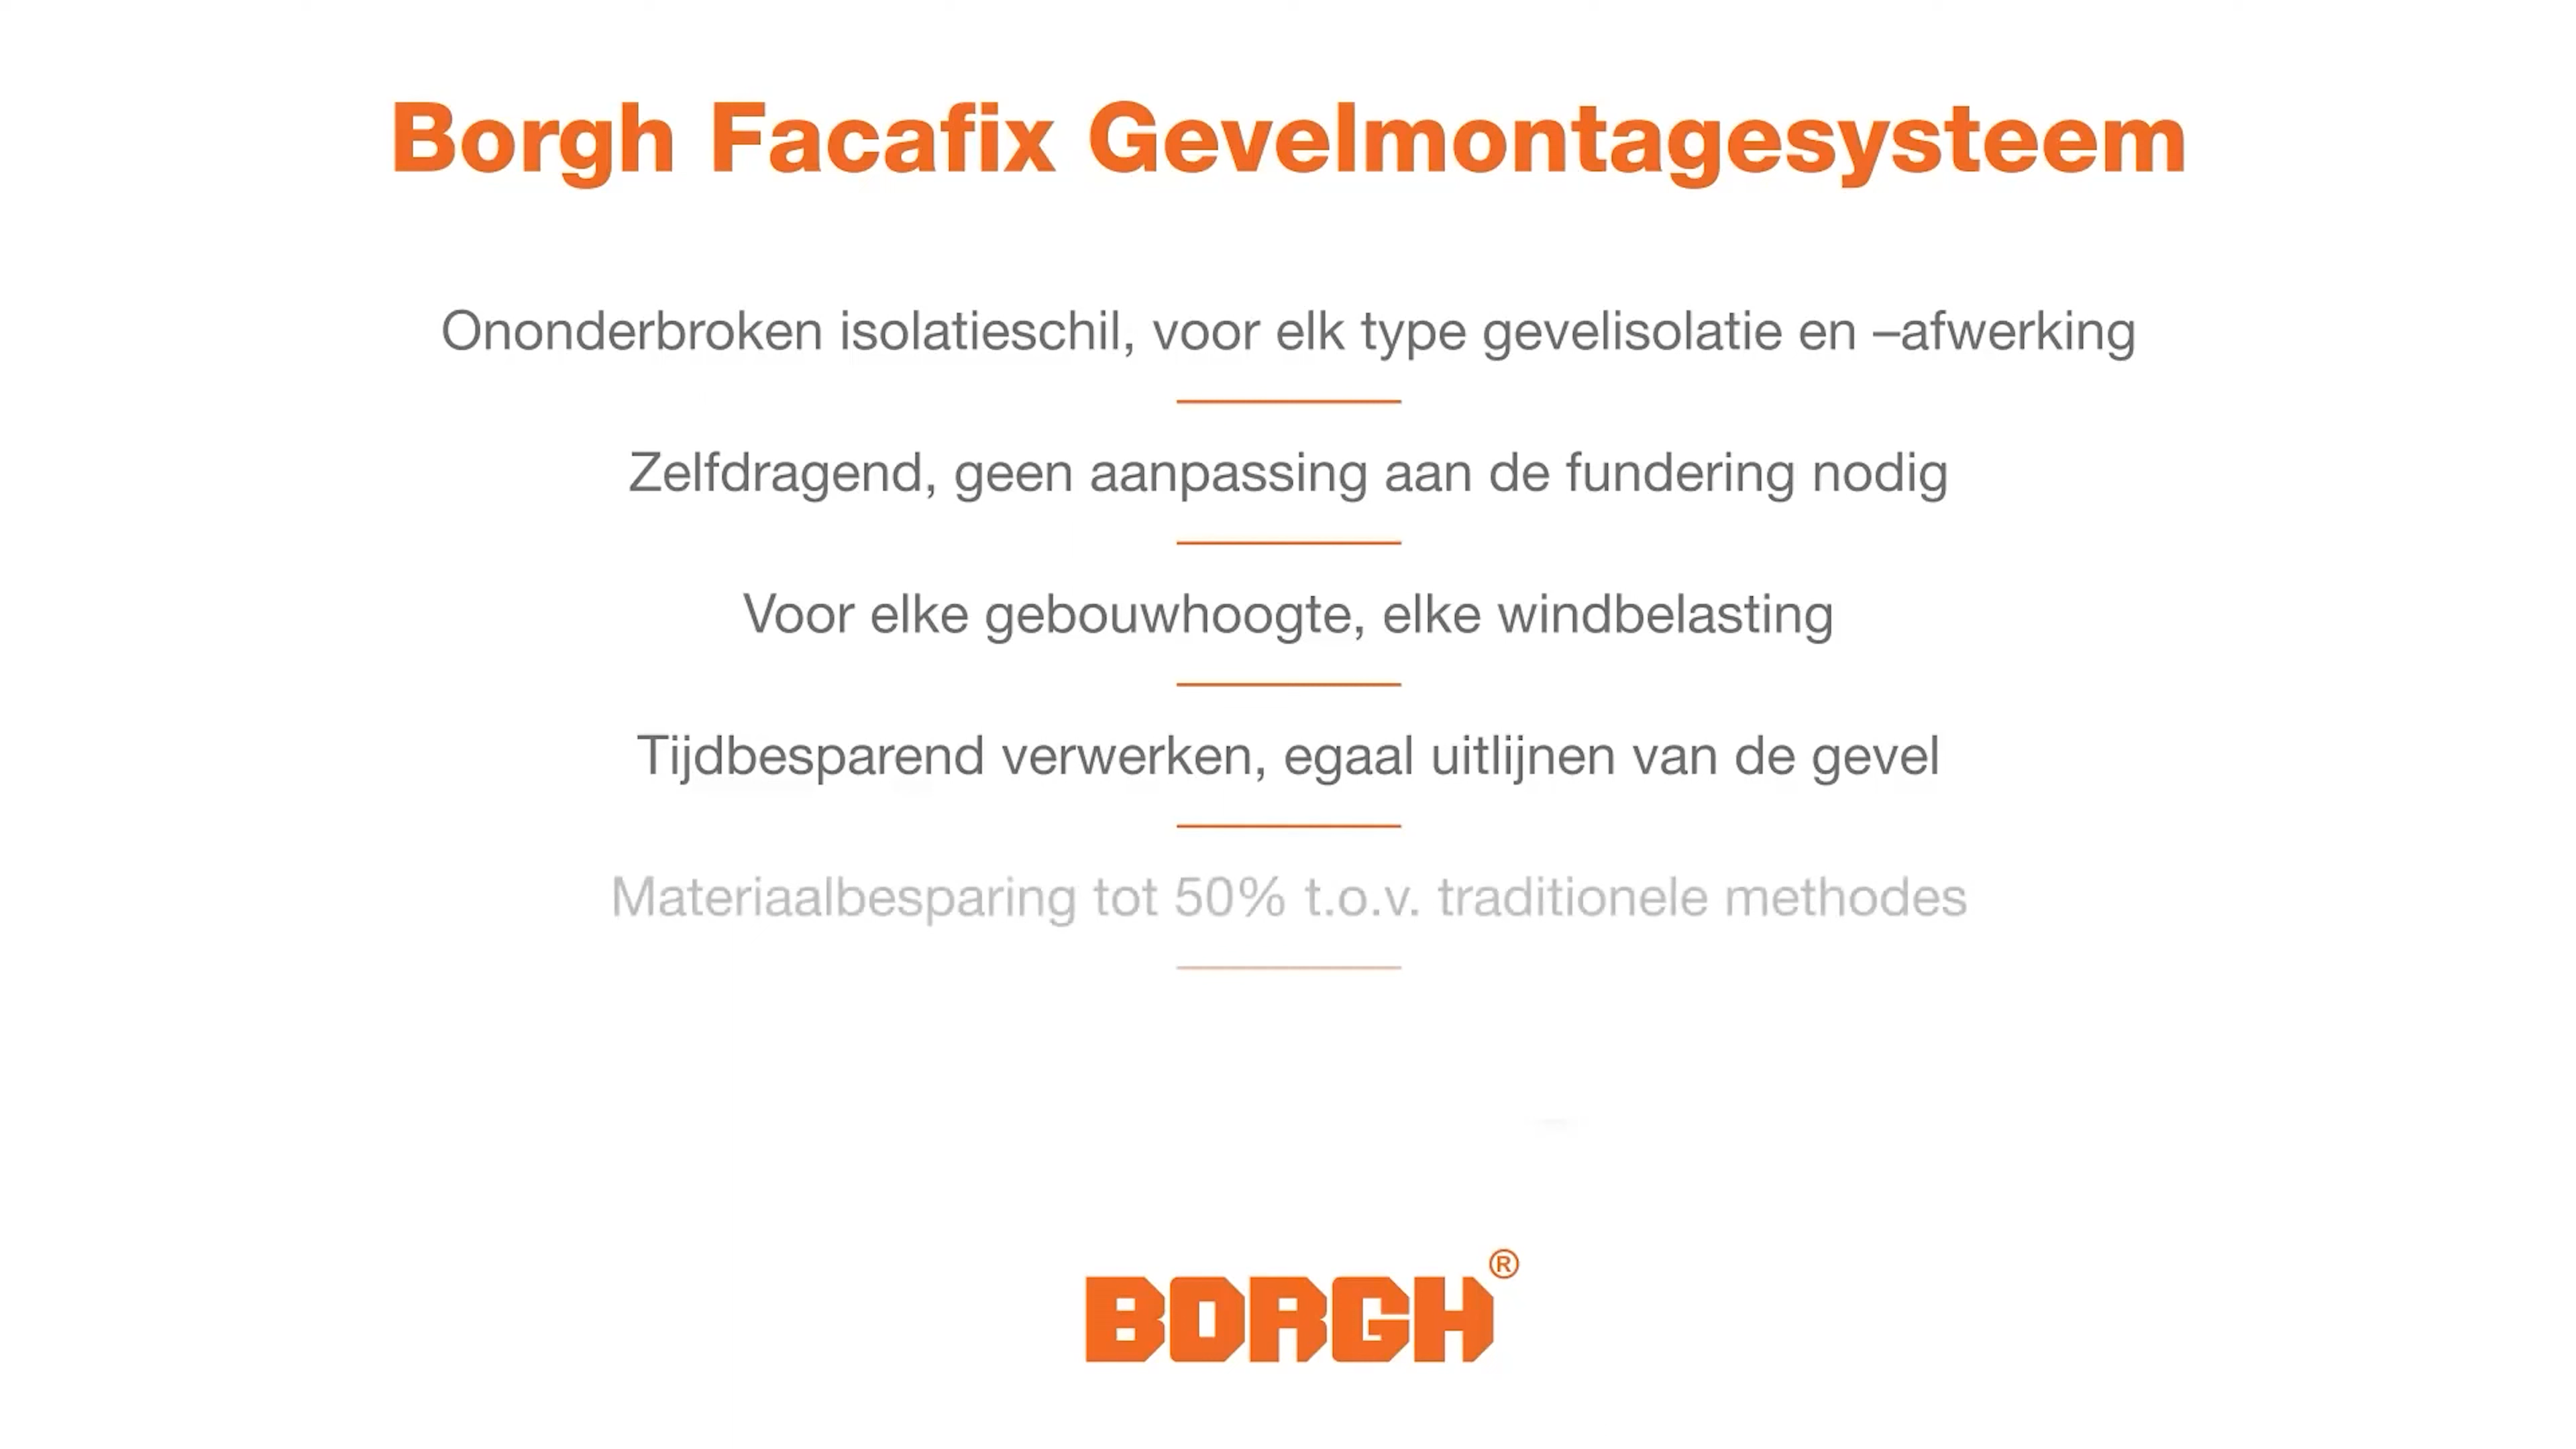 Borgh Facafix Gevelmontagesysteem
Ononderbroken isolatieschil, voor elk type gevelisolatie en –afwerking
Zelfdragend, geen aanpassing aan de fundering nodig
Voor elke gebouwhoogte, elke windbelasting
Tijdbesparend verwerken, egaal uitlijnen van de gevel
Materiaalbesparing tot 50% t.o.v. traditionele methodes
BORGH®